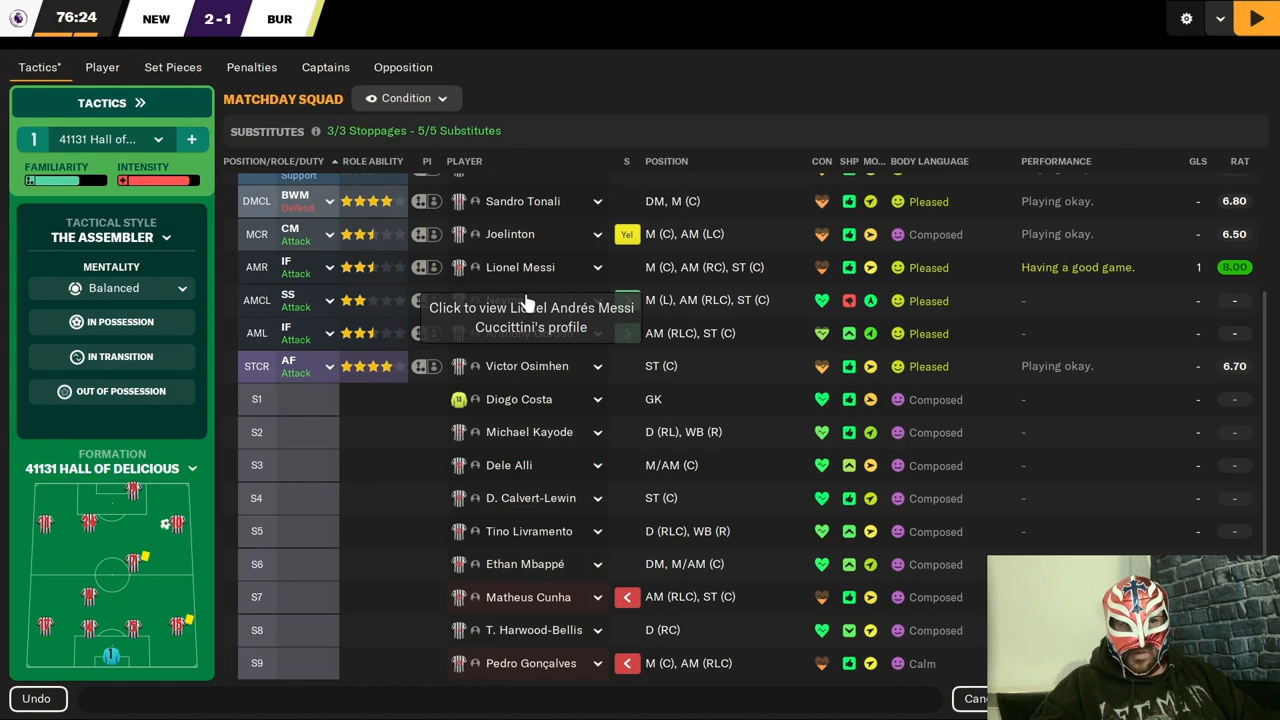 76:24 NEW 2 - 1 BUR
Tactics* Player Set Pieces Penalties Captains Opposition
TACTICS
MATCHDAY SQUAD Condition
1 41131 Hall of... +
SUBSTITUTES 3/3 Stoppages - 5/5 Substitutes
FAMILIARITY INTENSITY
POSITION/ROLE/DUTY ROLE ABILITY PI PLAYER S POSITION CON SHP MO... BODY LANGUAGE PERFORMANCE GLS RAT
Support
DMCL BWM Defend Sandro Tonali DM, M (C) Pleased Playing okay. - 6.80
MCR CM Attack Joelinton Yel M (C), AM (LC) Composed Playing okay. - 6.50
AMR IF Attack Lionel Messi M (C), AM (RC), ST (C) Pleased Having a good game. 1 8.00
AMCL SS Attack M (L), AM (RLC), ST (C) Pleased - - -
Click to view Lionel Andrés Messi
Cuccittini's profile
AML IF Attack AM (RLC), ST (C) Pleased - - -
STCR AF Attack Victor Osimhen ST (C) Pleased Playing okay. - 6.70
S1 Diogo Costa GK Composed - - -
S2 Michael Kayode D (RL), WB (R) Composed - - -
S3 Dele Alli M/AM (C) Composed - - -
S4 D. Calvert-Lewin ST (C) Composed - - -
S5 Tino Livramento D (RLC), WB (R) Composed - - -
S6 Ethan Mbappé DM, M/AM (C) Composed
S7 Matheus Cunha AM (RLC), ST (C) Composed
S8 T. Harwood-Bellis D (RC) Composed
S9 Pedro Gonçalves M (C), AM (RLC) Calm
TACTICAL STYLE
THE ASSEMBLER
MENTALITY
Balanced
IN POSSESSION
IN TRANSITION
OUT OF POSSESSION
FORMATION
41131 HALL OF DELICIOUS
Undo